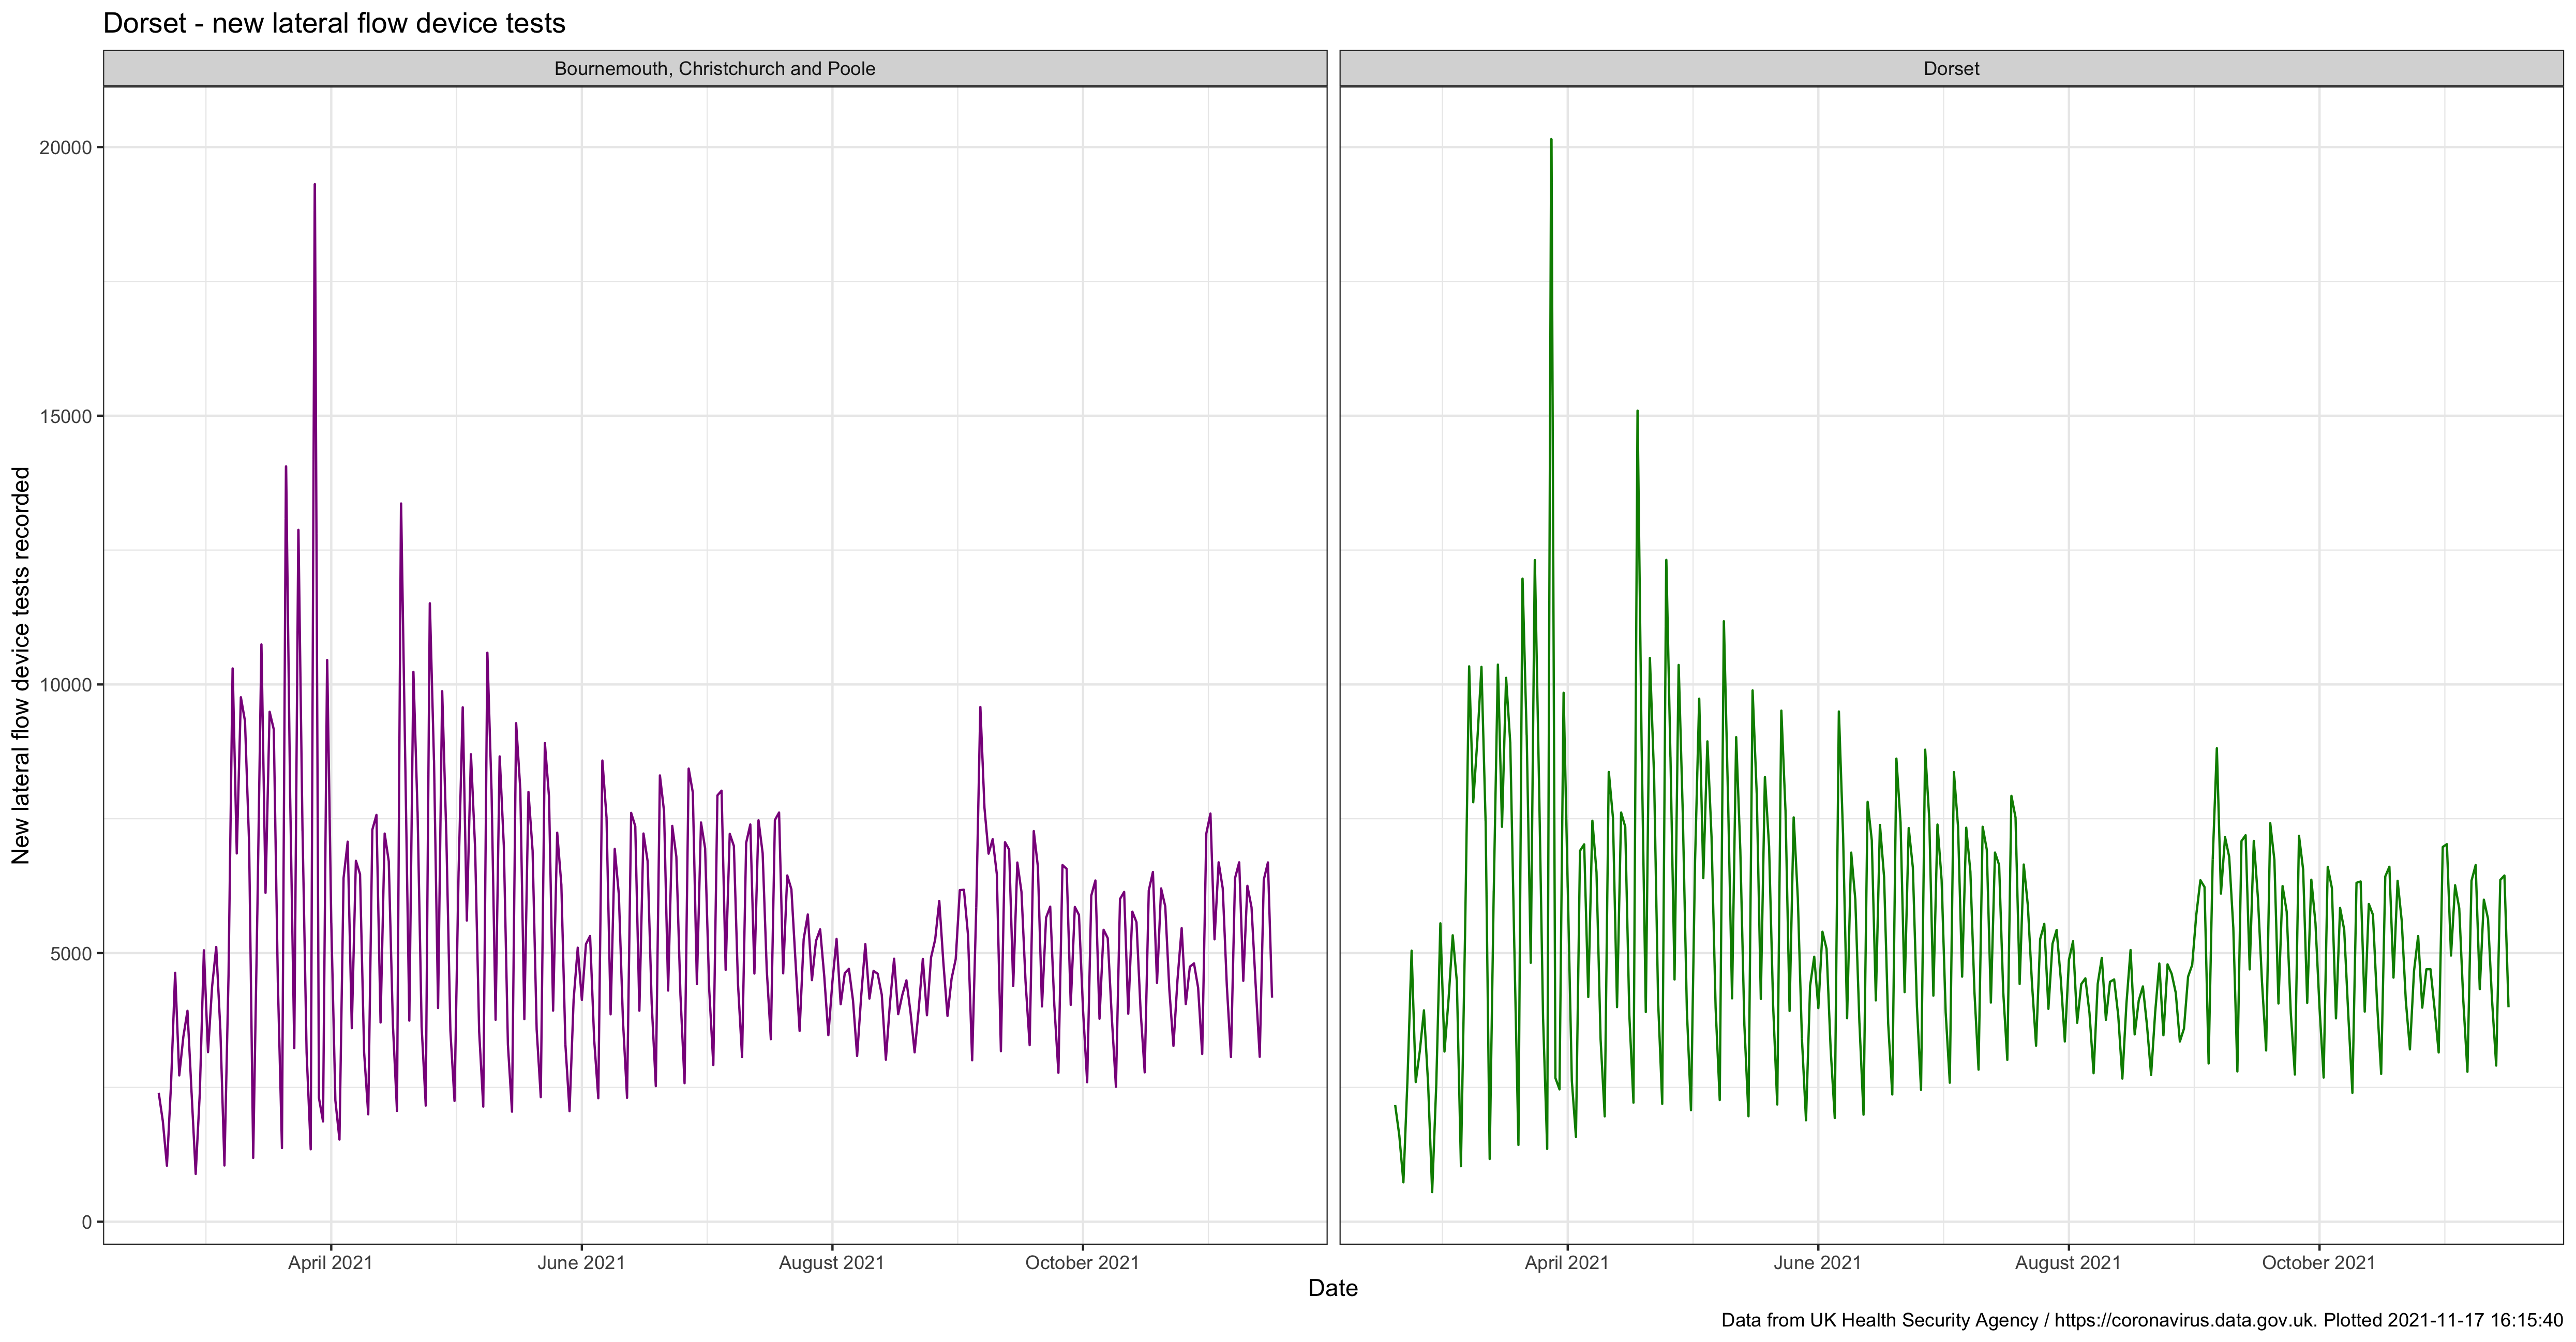 Dorset - new lateral flow device tests
Bournemouth, Christchurch and Poole
Dorset
New lateral flow device tests recorded
20000
15000
10000
5000
0
April 2021
June 2021
August 2021
October 2021
April 2021
June 2021
August 2021
October 2021
Date
Data from UK Health Security Agency / https://coronavirus.data.gov.uk. Plotted 2021-11-17 16:15:40